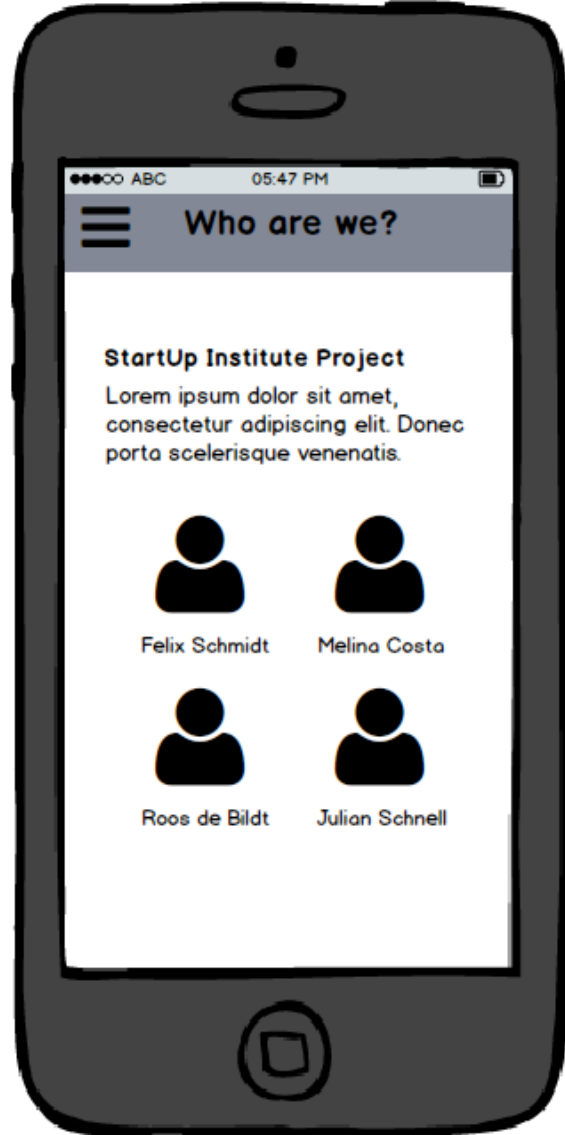 ABC 05:47 PM
Who are we?
StartUp Institute Project
Lorem ipsum dolor sit amet,
consectetur adipiscing elit. Donec
porta scelerisque venenatis.
Felix Schmidt Melina Costa
Roos de Bildt Julian Schnell